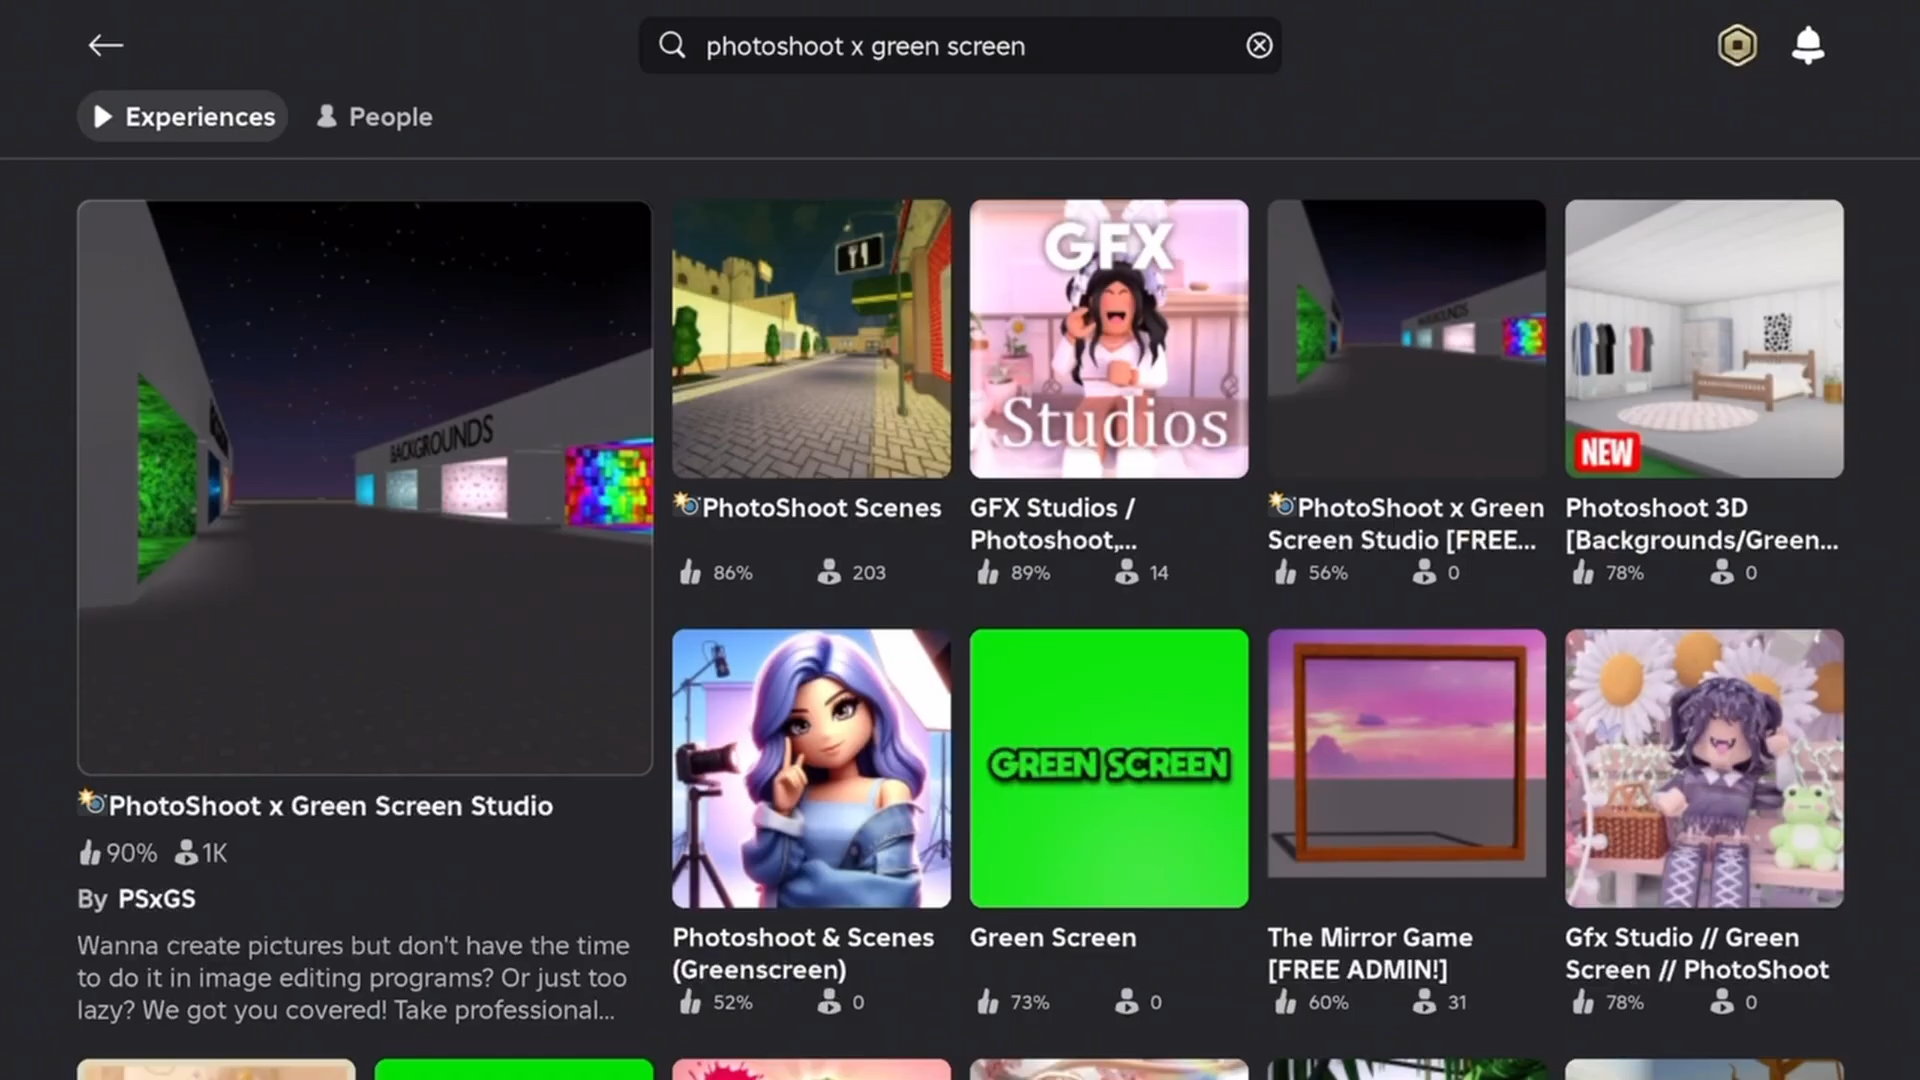 photoshoot x green screen
Experiences
People
BACKGROUNDS
PhotoShoot x Green Screen Studio
90% 1K
By PSxGS
Wanna create pictures but don't have the time
to do it in image editing programs? Or just too
lazy? We got you covered! Take professional...
PhotoShoot Scenes
86% 203
GFX
Studios
GFX Studios /
Photoshoot,...
89% 14
BACKGROUNDS
PhotoShoot x Green
Screen Studio [FREE...
56% 0
NEW
Photoshoot 3D
[Backgrounds/Green...
78% 0
Photoshoot & Scenes
(Greenscreen)
52% 0
GREEN SCREEN
Green Screen
73% 0
The Mirror Game
[FREE ADMIN!]
60% 31
Gfx Studio // Green
Screen // PhotoShoot
78% 0